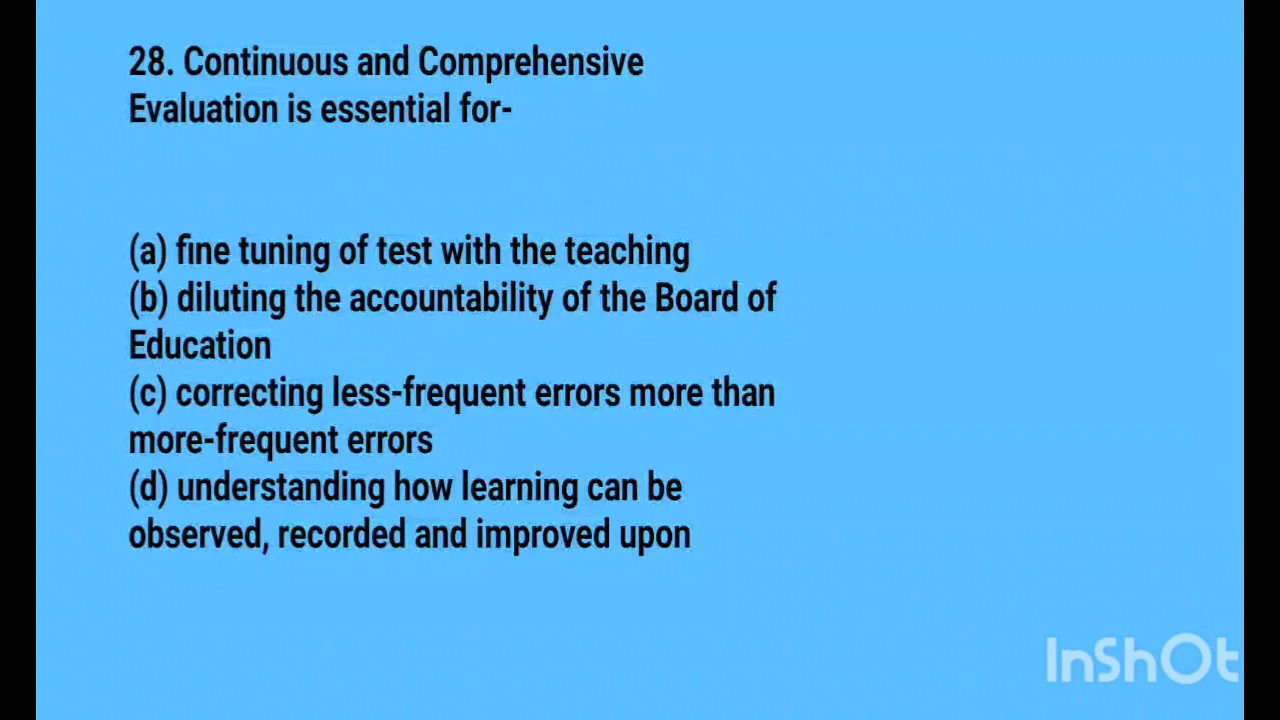 28. Continuous and Comprehensive
Evaluation is essential for-
(a) fine tuning of test with the teaching
(b) diluting the accountability of the Board of
Education
(c) correcting less-frequent errors more than
more-frequent errors
(d) understanding how learning can be
observed, recorded and improved upon
InShOt